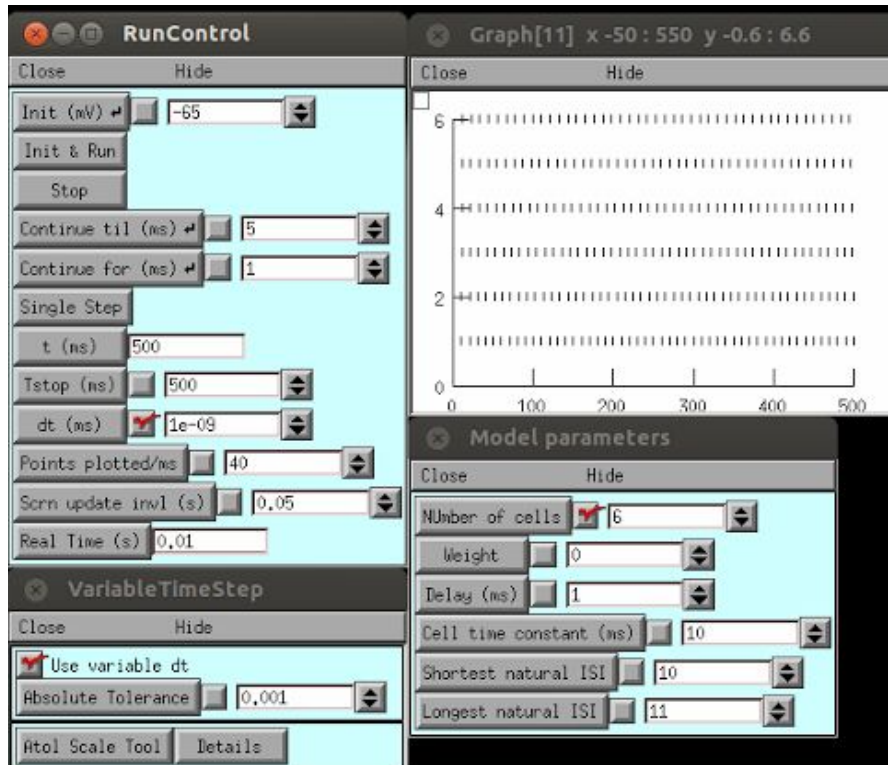 RunControl
Close Hide
Init (mV) -65
Init & Run
Stop
Continue til (ms) 5
Continue for (ms) 1
Single Step
t (ms) 500
Tstop (ms) 500
dt (ms) 1e-09
Points plotted/ms 40
Scrn update invl (s) 0.05
Real Time (s) 0.01
VariableTimeStep
Close Hide
Use variable dt
Absolute Tolerance 0.001
Atol Scale Tool Details
Graph[11] x -50 : 550 y -0.6 : 6.6
Close Hide
6
4
2
0
0 100 200 300 400 500
Model parameters
Close Hide
NUmber of cells 6
Weight 0
Delay (ms) 1
Cell time constant (ms) 10
Shortest natural ISI 10
Longest natural ISI 11